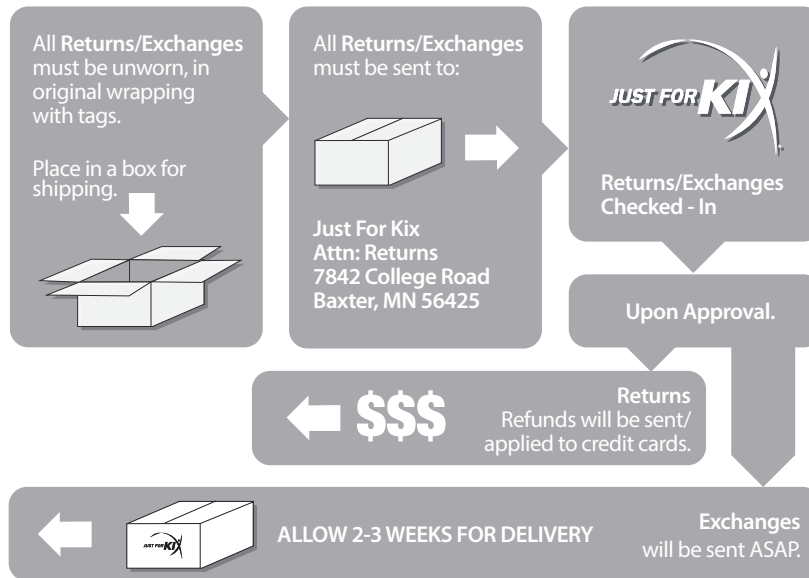 All Returns/Exchanges
must be unworn, in
original wrapping
with tags.
Place in a box for
shipping.
All Returns/Exchanges
must be sent to:
Just For Kix
Attn: Returns
7842 College Road
Baxter, MN 56425
JUST FOR KIX
Returns/Exchanges
Checked - In
Upon Approval.
$$$
Returns
Refunds will be sent/
applied to credit cards.
JUST FOR KIX
ALLOW 2-3 WEEKS FOR DELIVERY
Exchanges
will be sent ASAP.